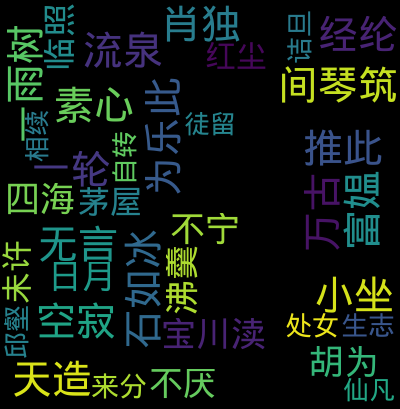 雨树
临照
流泉
肖独
红尘
诘旦
经纶
间琴筑
素心
一相续
为乐此
徒留
自转
推此
一轮
四海
茅屋
万古
富媪
不宁
无言
日月
石如冰
沸羹
未许
空寂
邱壑
宝川渎
小坐
处女
生志
胡为
仙凡
天造
来分
不厌